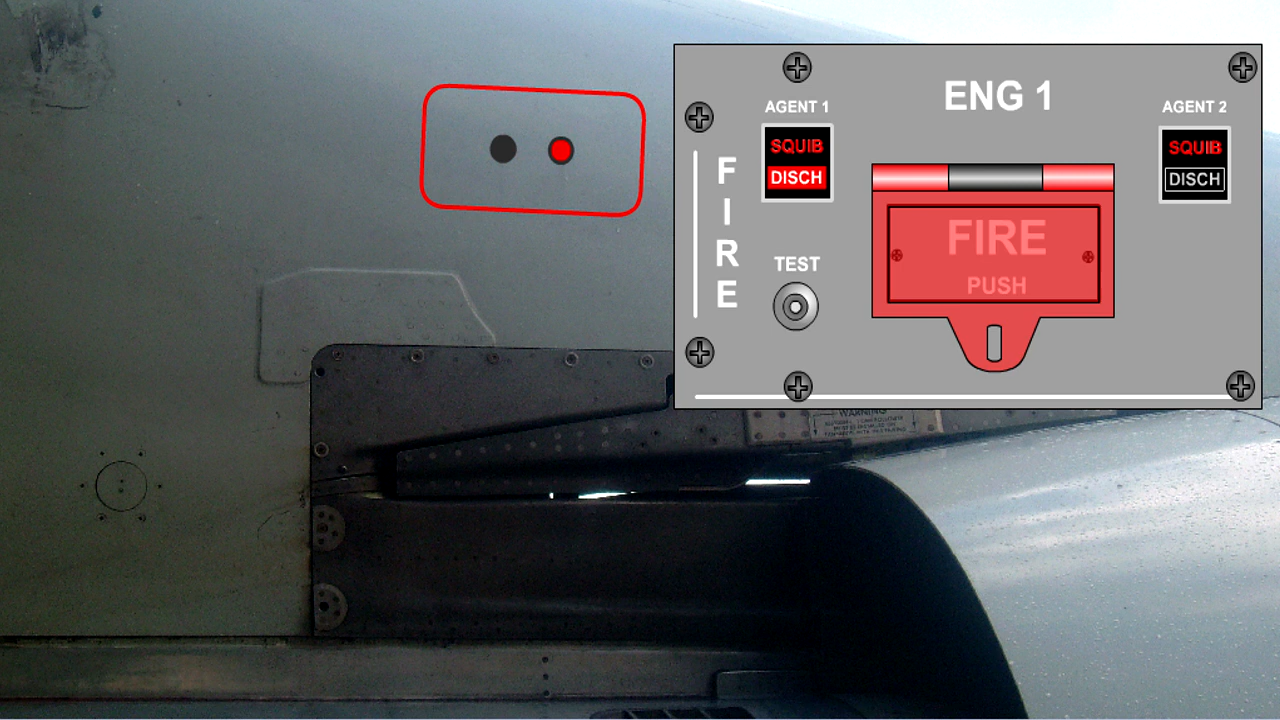 ENG 1
AGENT 1
AGENT 2
SQUIB
DISCH
SQUIB
DISCH
FIRE
FIRE
PUSH
TEST
WARNING